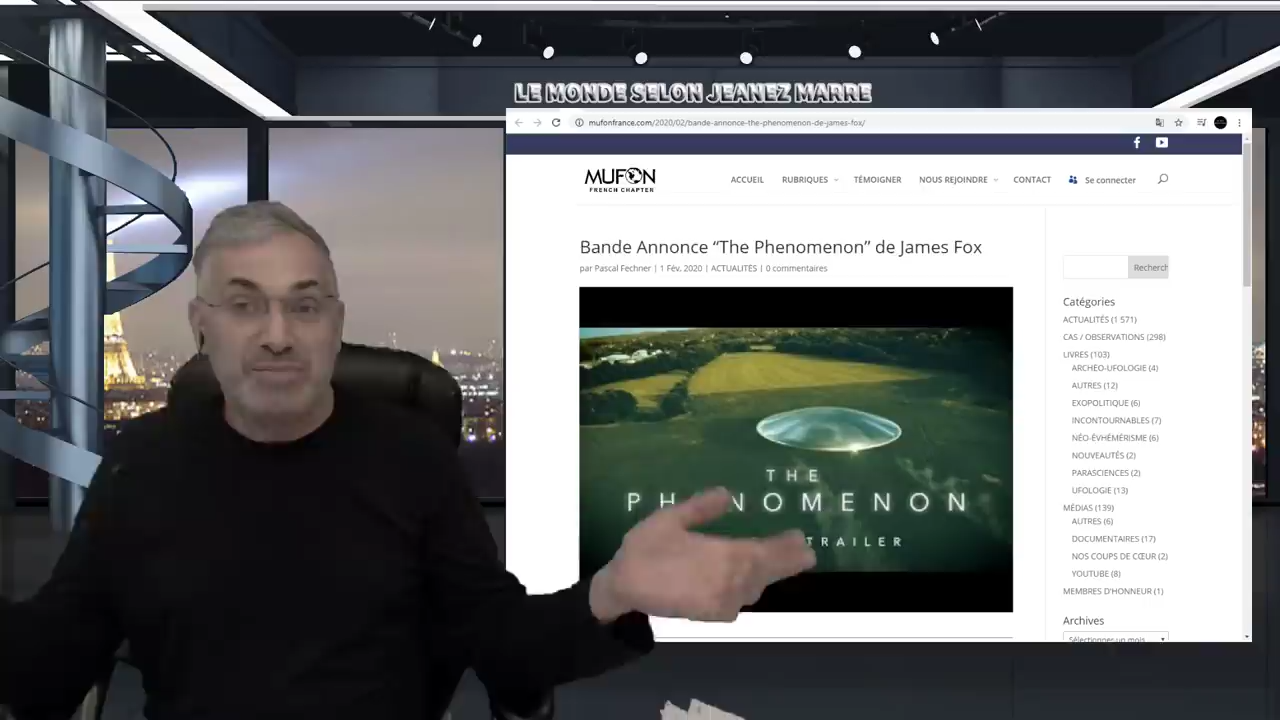 LE MONDE SELON JEANEZ MARRE
mufonfrance.com/2020/02/bande-annonce-the-phenomenon-de-james-fox/
MUFON
FRENCH CHAPTER
ACCUEIL RUBRIQUES TÉMOIGNER NOUS REJOINDRE CONTACT Se connecter
Bande Annonce “The Phenomenon” de James Fox
par Pascal Fechner | 1 Fév, 2020 | ACTUALITÉS | 0 commentaires
THE
PHENOMENON
TRAILER
Recherch
Catégories
ACTUALITÉS (1 571)
CAS / OBSERVATIONS (298)
LIVRES (103)
ARCHÉO-UFOLOGIE (4)
AUTRES (12)
EXOPOLITIQUE (6)
INCONTOURNABLES (7)
NÉO-ÉVHÉMÉRISME (6)
NOUVEAUTÉS (2)
PARASCIENCES (2)
UFOLOGIE (13)
MÉDIAS (139)
AUTRES (6)
DOCUMENTAIRES (17)
NOS COUPS DE CŒUR (2)
YOUTUBE (8)
MEMBRES D'HONNEUR (1)
Archives
Sélectionner un mois